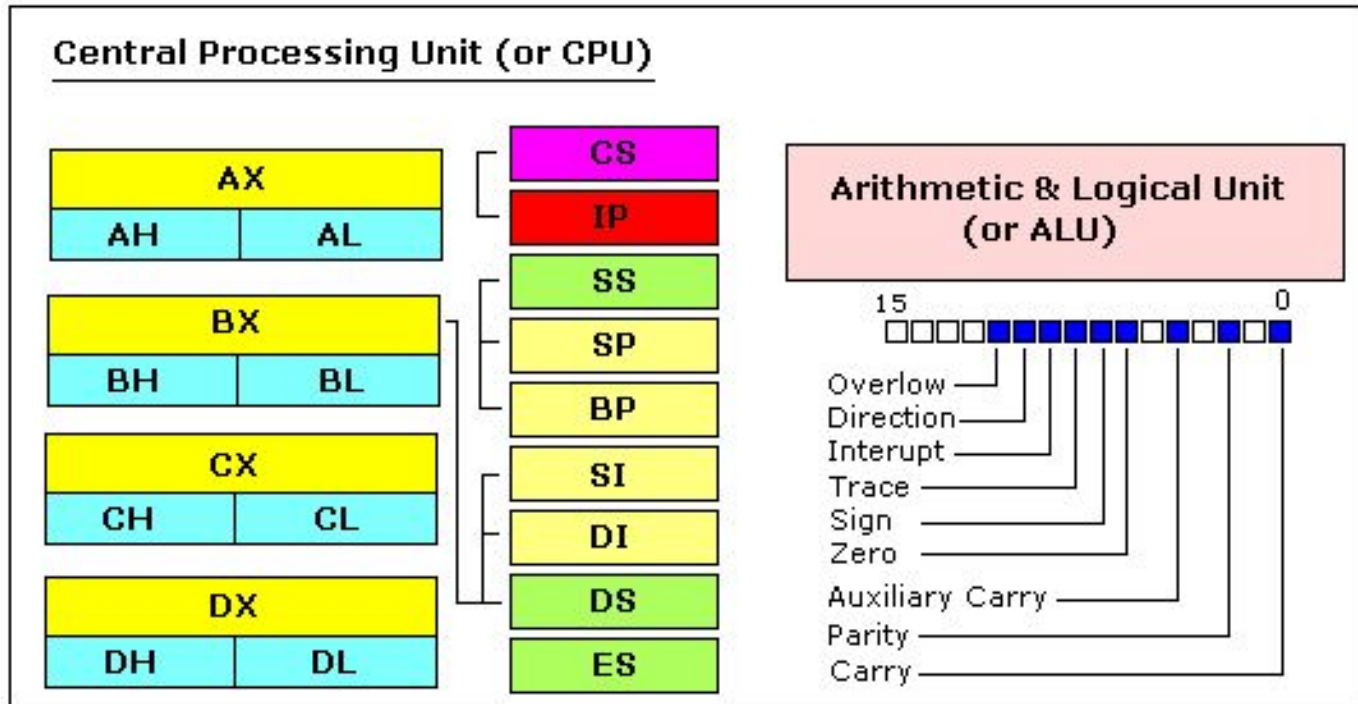 Central Processing Unit (or CPU)
AX
AH AL
BX
BH BL
CX
CH CL
DX
DH DL
CS
IP
SS
SP
BP
SI
DI
DS
ES
Arithmetic & Logical Unit
(or ALU)
15 0
Overlow
Direction
Interupt
Trace
Sign
Zero
Auxiliary Carry
Parity
Carry